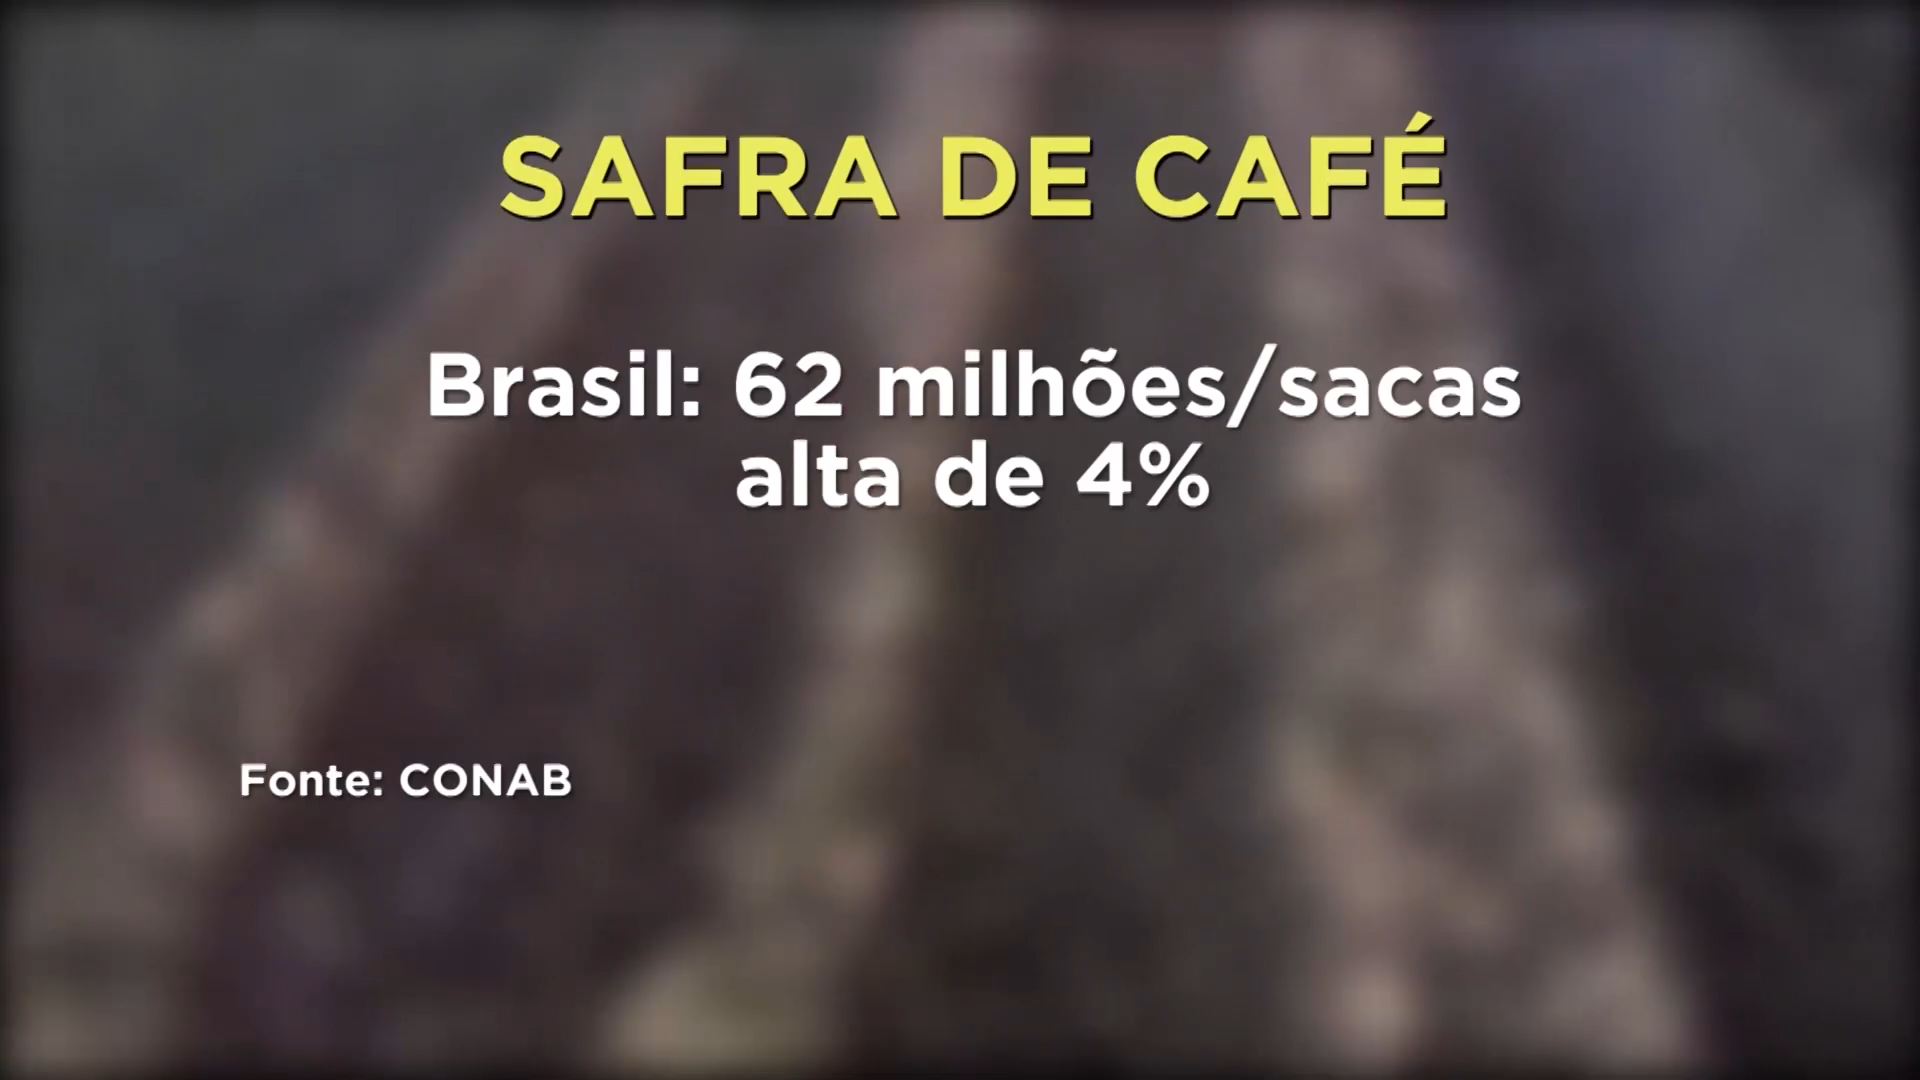 SAFRA DE CAFÉ
Brasil: 62 milhões/sacas
alta de 4%
Fonte: CONAB